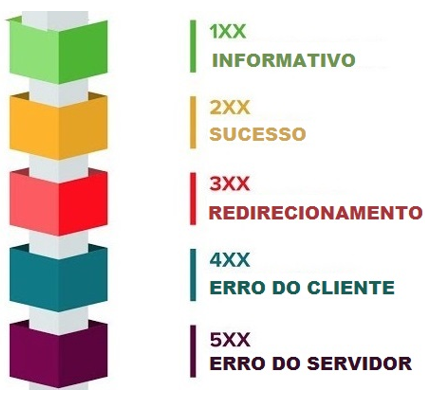 1XX
INFORMATIVO
2XX
SUCESSO
3XX
REDIRECIONAMENTO
4XX
ERRO DO CLIENTE
5XX
ERRO DO SERVIDOR